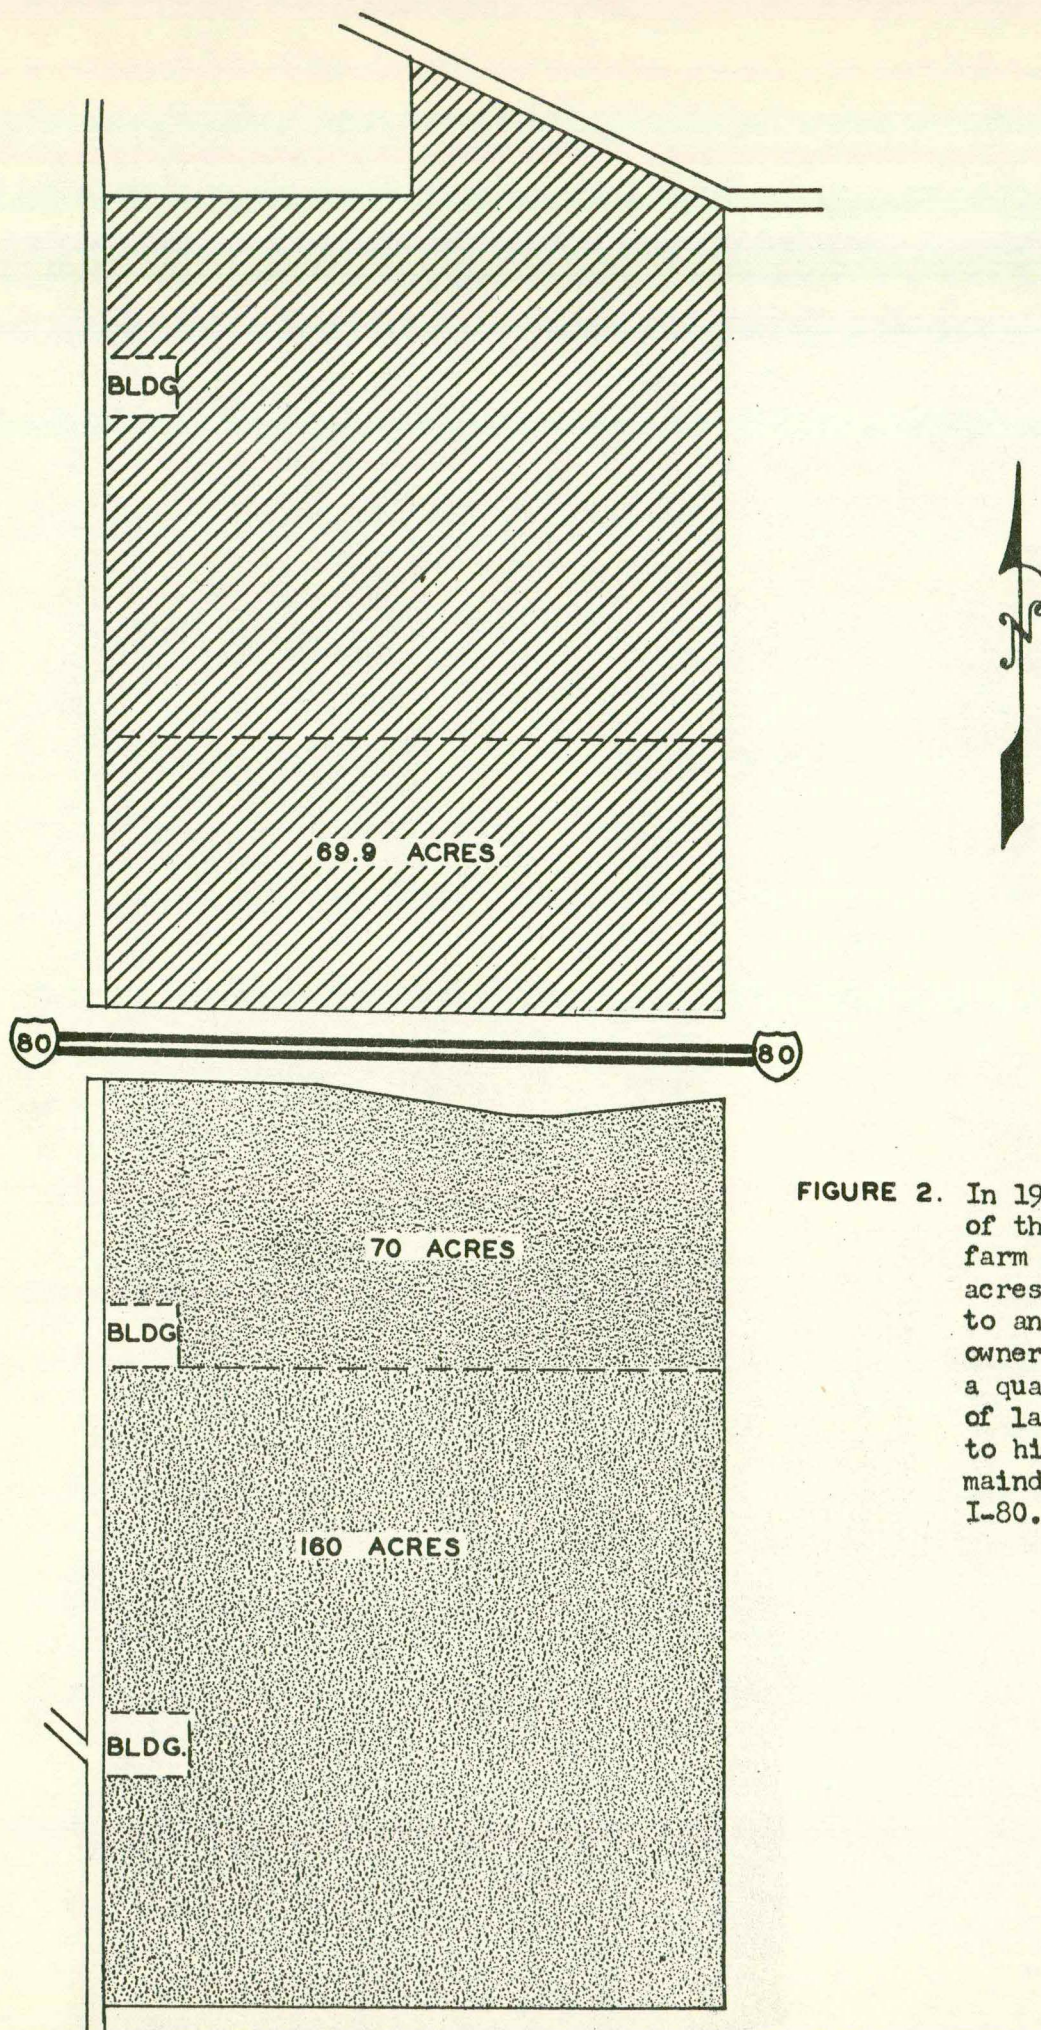 BLDG
N
69.9 ACRES
80
80
70 ACRES
BLDG
160 ACRES
BLDG.
FIGURE 2. In 19
of th
farm
acres
to an
owner
a qua
of la
to hi
maind
I-80.